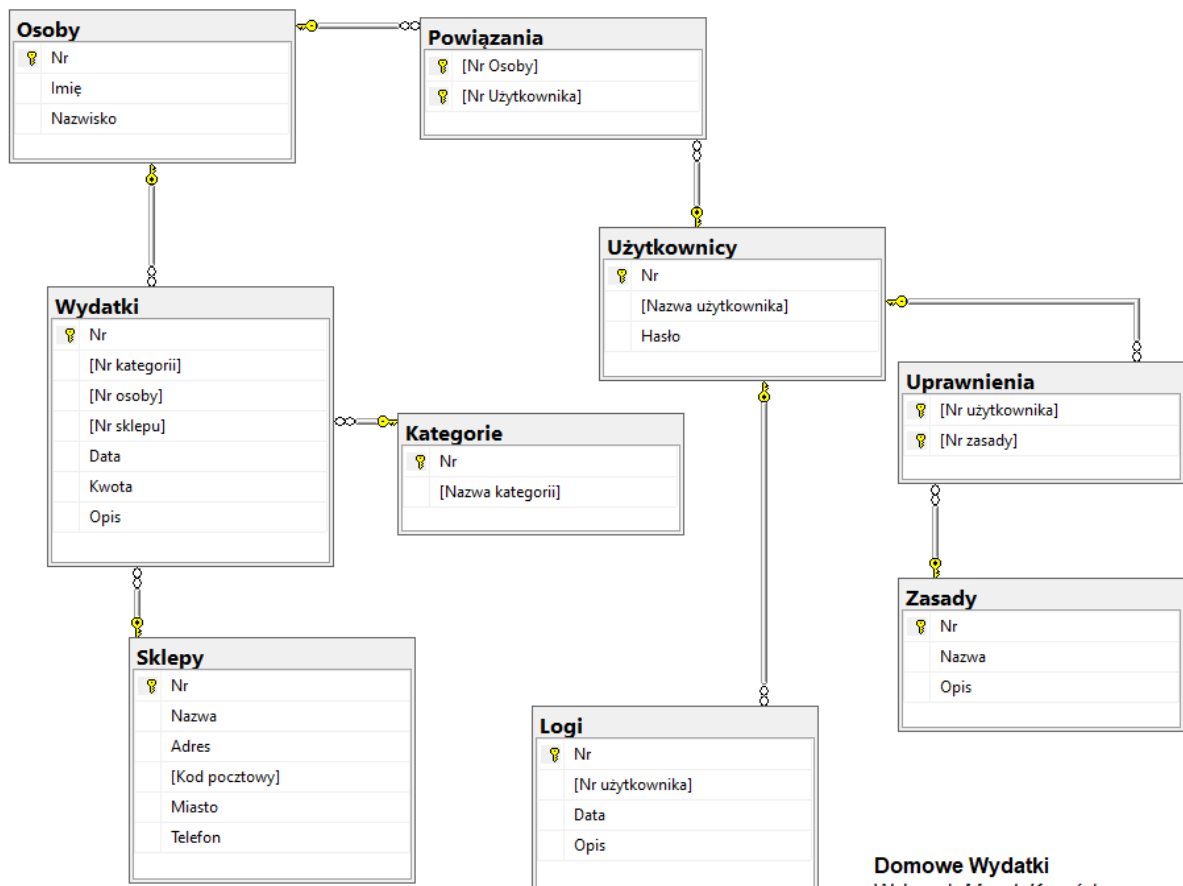 Osoby
Nr
Imię
Nazwisko
Powiązania
[Nr Osoby]
[Nr Użytkownika]
Użytkownicy
Nr
[Nazwa użytkownika]
Hasło
Wydatki
Nr
[Nr kategorii]
[Nr osoby]
[Nr sklepu]
Data
Kwota
Opis
Kategorie
Nr
[Nazwa kategorii]
Uprawnienia
[Nr użytkownika]
[Nr zasady]
Zasady
Nr
Nazwa
Opis
Sklepy
Nr
Nazwa
Adres
[Kod pocztowy]
Miasto
Telefon
Logi
Nr
[Nr użytkownika]
Data
Opis
Domowe Wydatki